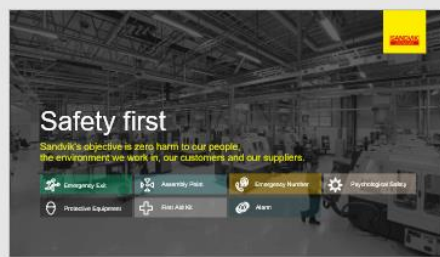 SANDVIK
Safety first
Sandvik's objective is zero harm to our people,
the environment we work in, our customers and our suppliers.
Emergency Exit
Assembly Point
Emergency Number
Psychological Safety
Protective Equipment
First Aid Kit
Alarm